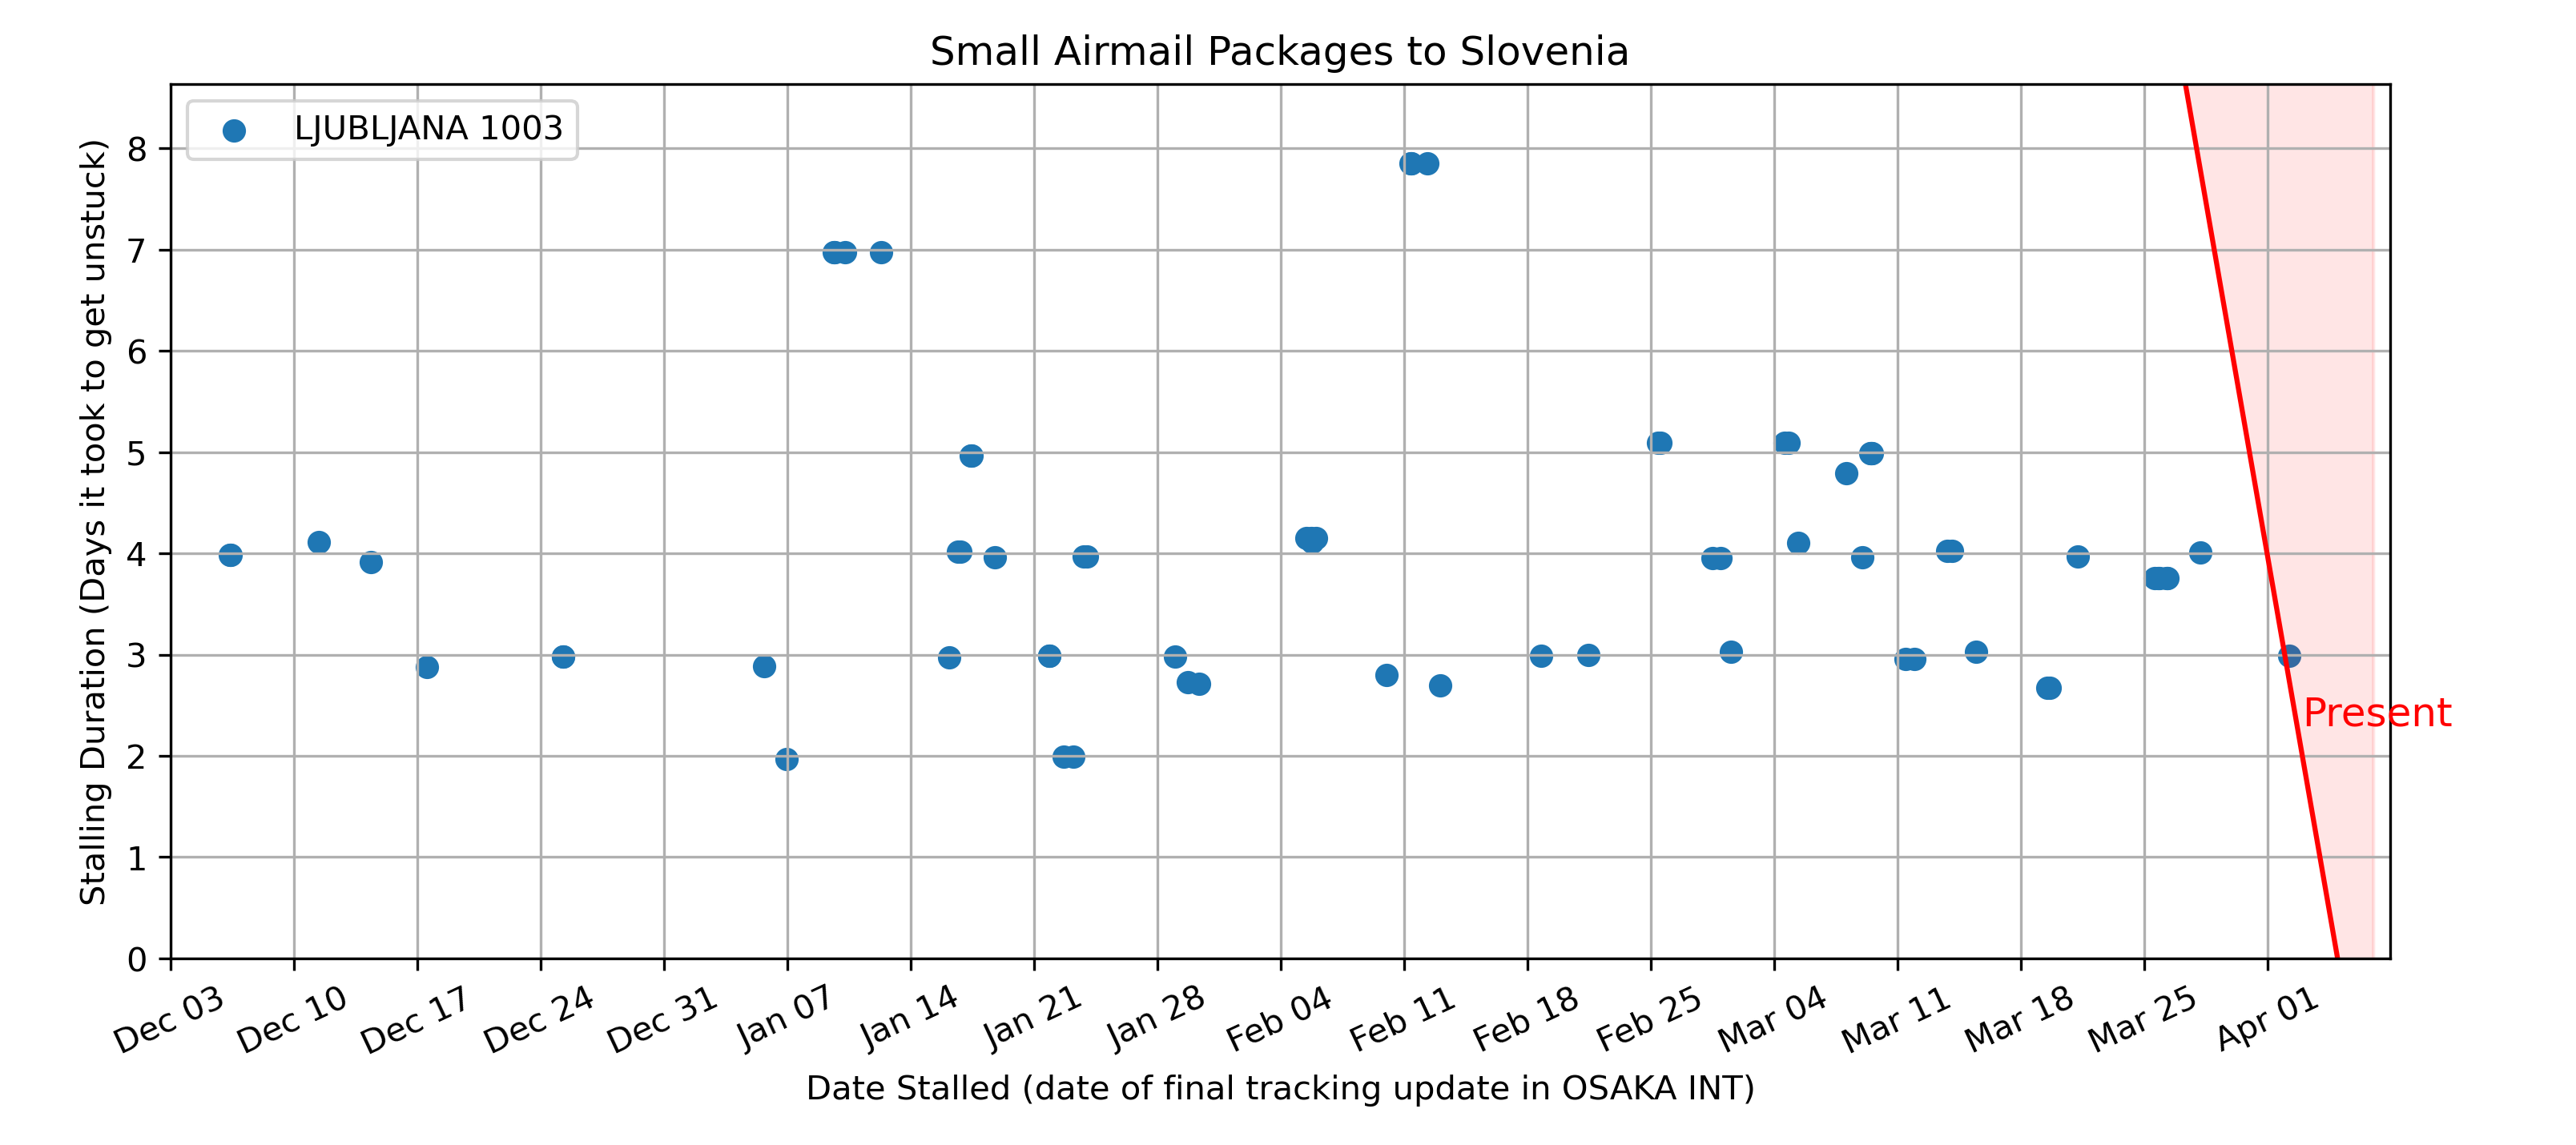 Small Airmail Packages to Slovenia
LJUBLJANA 1003
Stalling Duration (Days it took to get unstuck)
8
7
6
5
4
3
2
1
0
Present
Dec 03 Dec 10 Dec 17 Dec 24 Dec 31 Jan 07 Jan 14 Jan 21 Jan 28 Feb 04 Feb 11 Feb 18 Feb 25 Mar 04 Mar 11 Mar 18 Mar 25 Apr 01
Date Stalled (date of final tracking update in OSAKA INT)